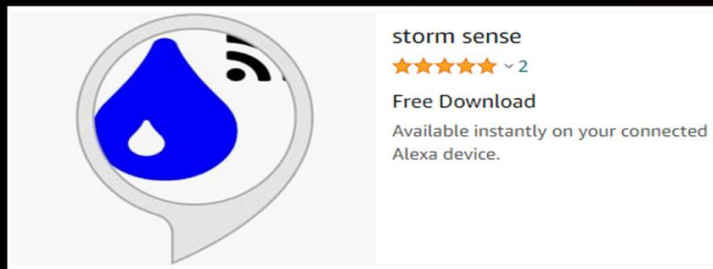 storm sense
2
Free Download
Available instantly on your connected
Alexa device.